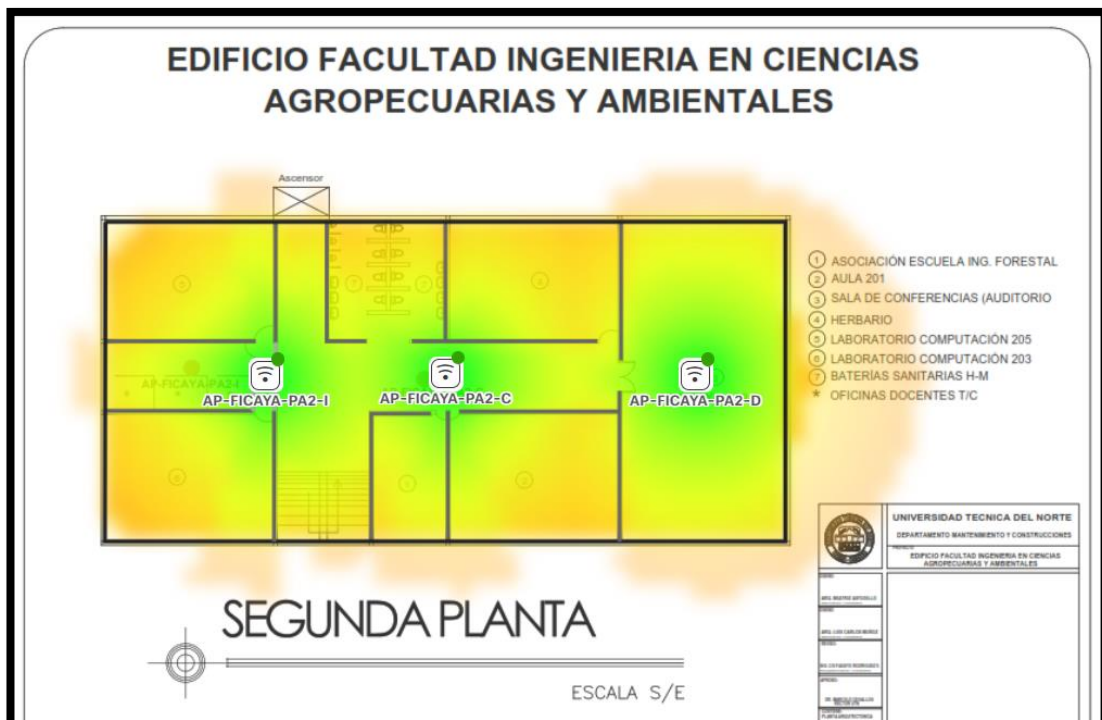 EDIFICIO FACULTAD INGENIERIA EN CIENCIAS
AGROPECUARIAS Y AMBIENTALES
Ascensor
AP-FICAYA-PA2-I
AP-FICAYA-PA2-I
AP-FICAYA-PA2-C
AP-FICAYA-PA2-D
1 ASOCIACIÓN ESCUELA ING. FORESTAL
2 AULA 201
3 SALA DE CONFERENCIAS (AUDITORIO
4 HERBARIO
5 LABORATORIO COMPUTACIÓN 205
6 LABORATORIO COMPUTACIÓN 203
7 BATERÍAS SANITARIAS H-M
* OFICINAS DOCENTES T/C
SEGUNDA PLANTA
ESCALA S/E
UNIVERSIDAD TECNICA DEL NORTE
DEPARTAMENTO MANTENIMIENTO Y CONSTRUCCIONES
EDIFICIO FACULTAD INGENIERIA EN CIENCIAS
AGROPECUARIAS Y AMBIENTALES